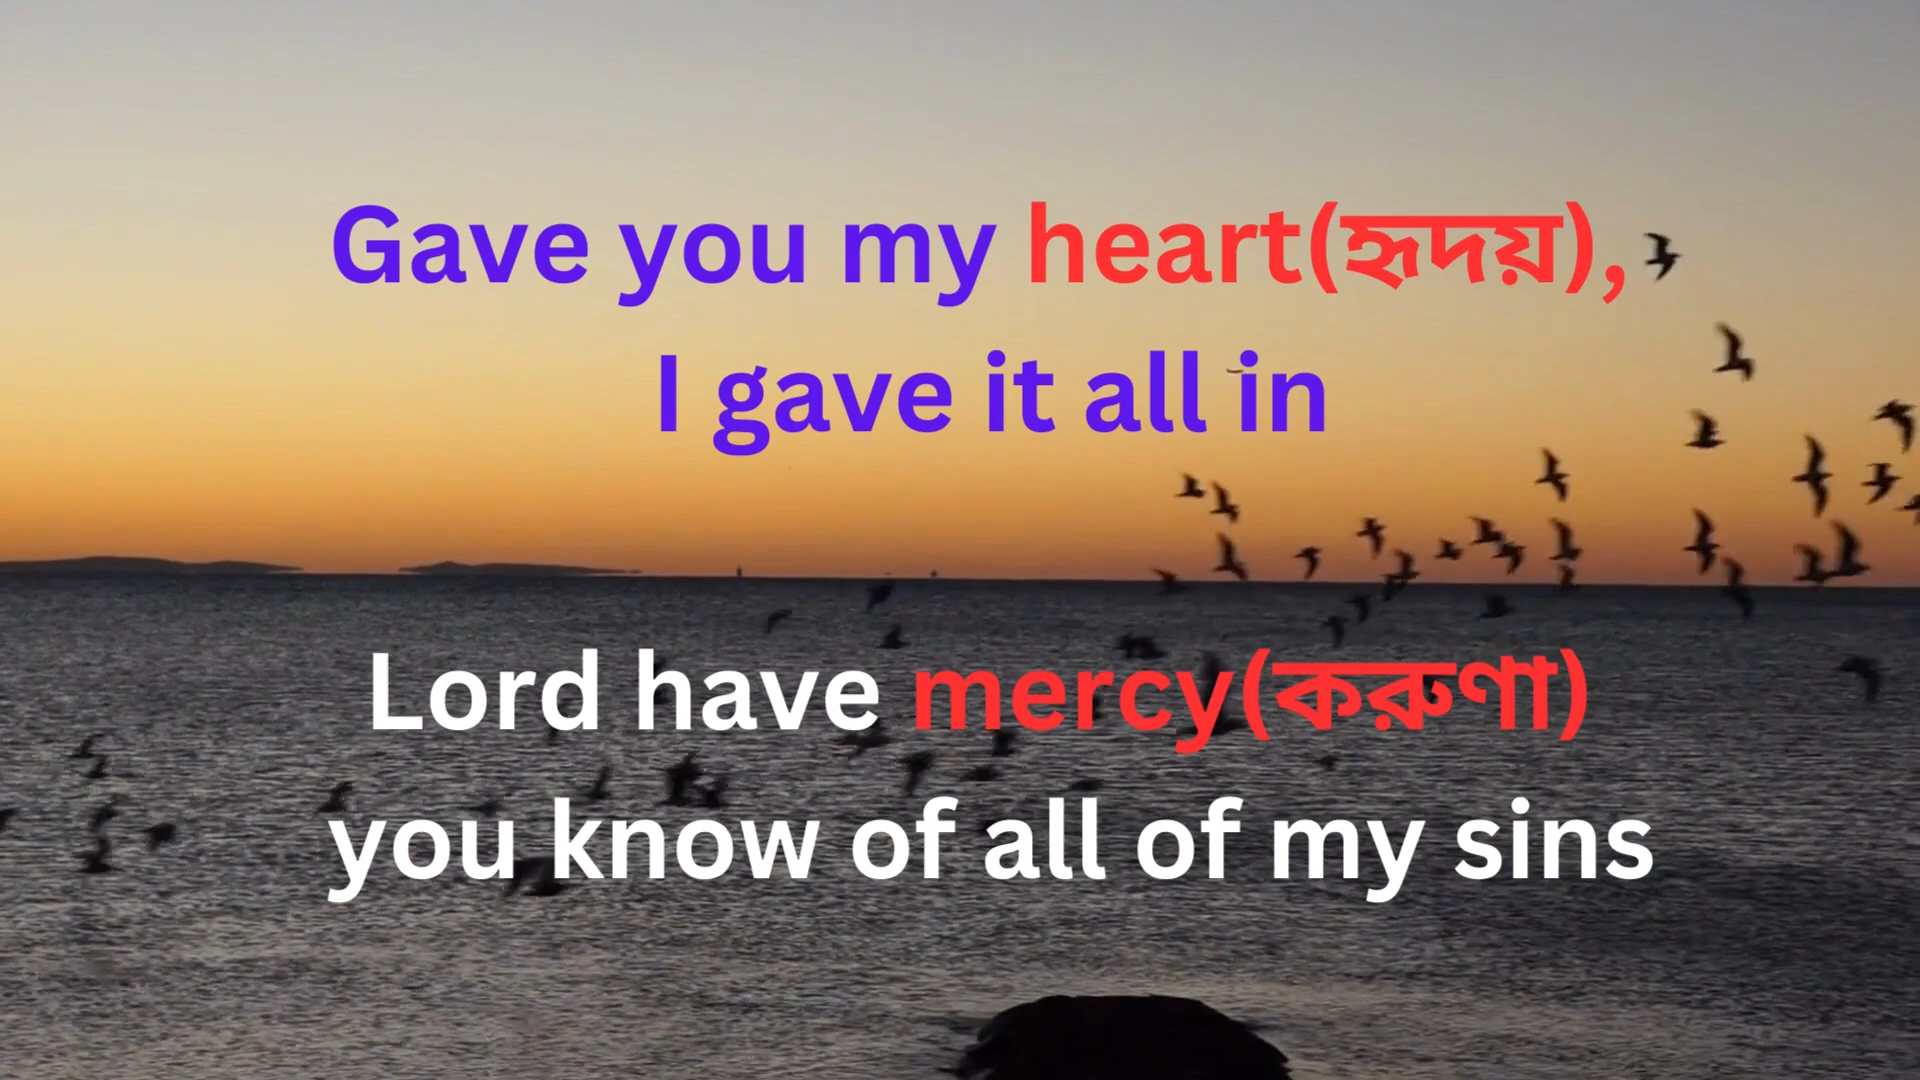 Gave you my heart(হৃদয়),
I gave it all in
Lord have mercy(করুণা)
you know of all of my sins